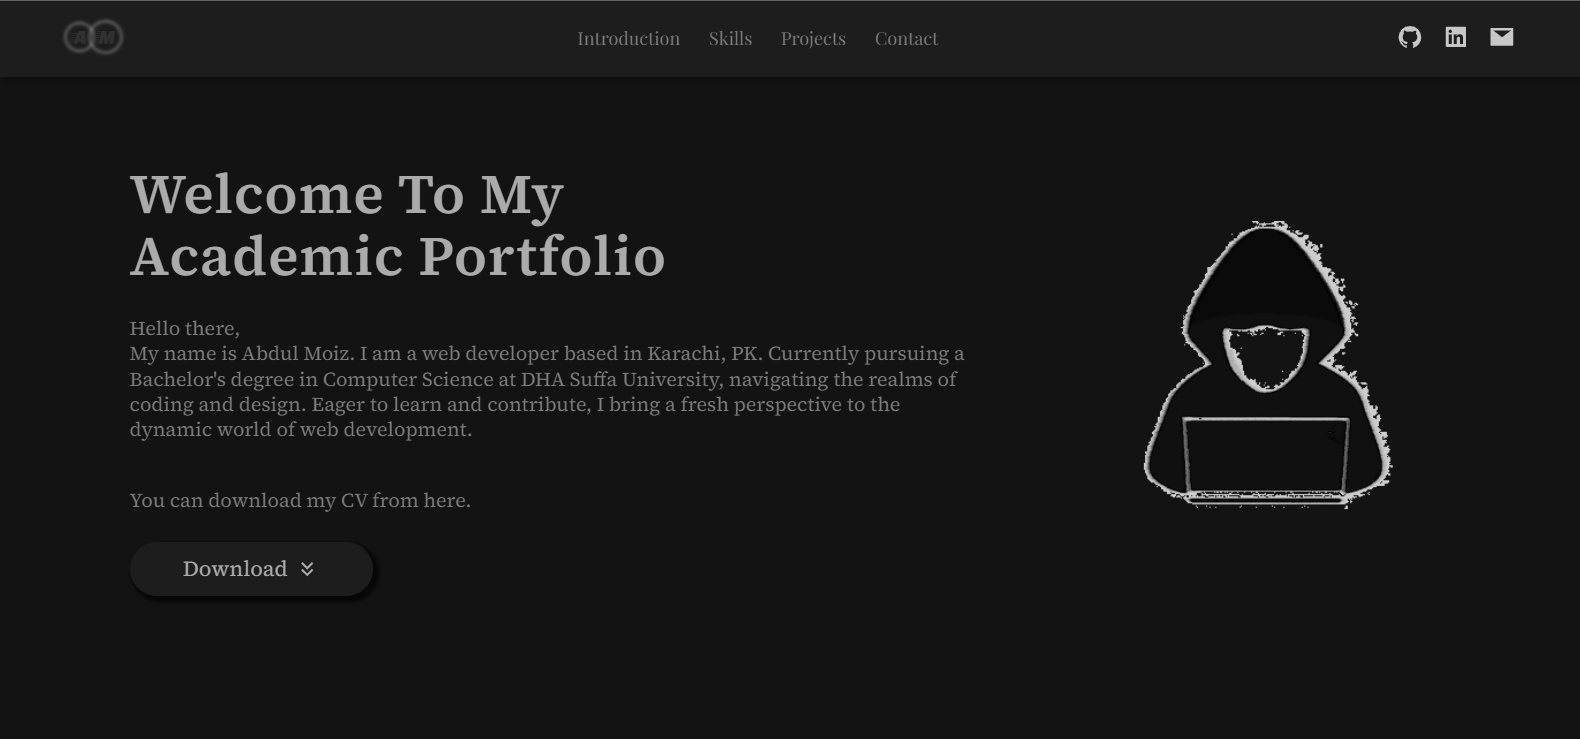 AM
Introduction Skills Projects Contact
Welcome To My
Academic Portfolio
Hello there,
My name is Abdul Moiz. I am a web developer based in Karachi, PK. Currently pursuing a
Bachelor's degree in Computer Science at DHA Suffa University, navigating the realms of
coding and design. Eager to learn and contribute, I bring a fresh perspective to the
dynamic world of web development.
You can download my CV from here.
Download